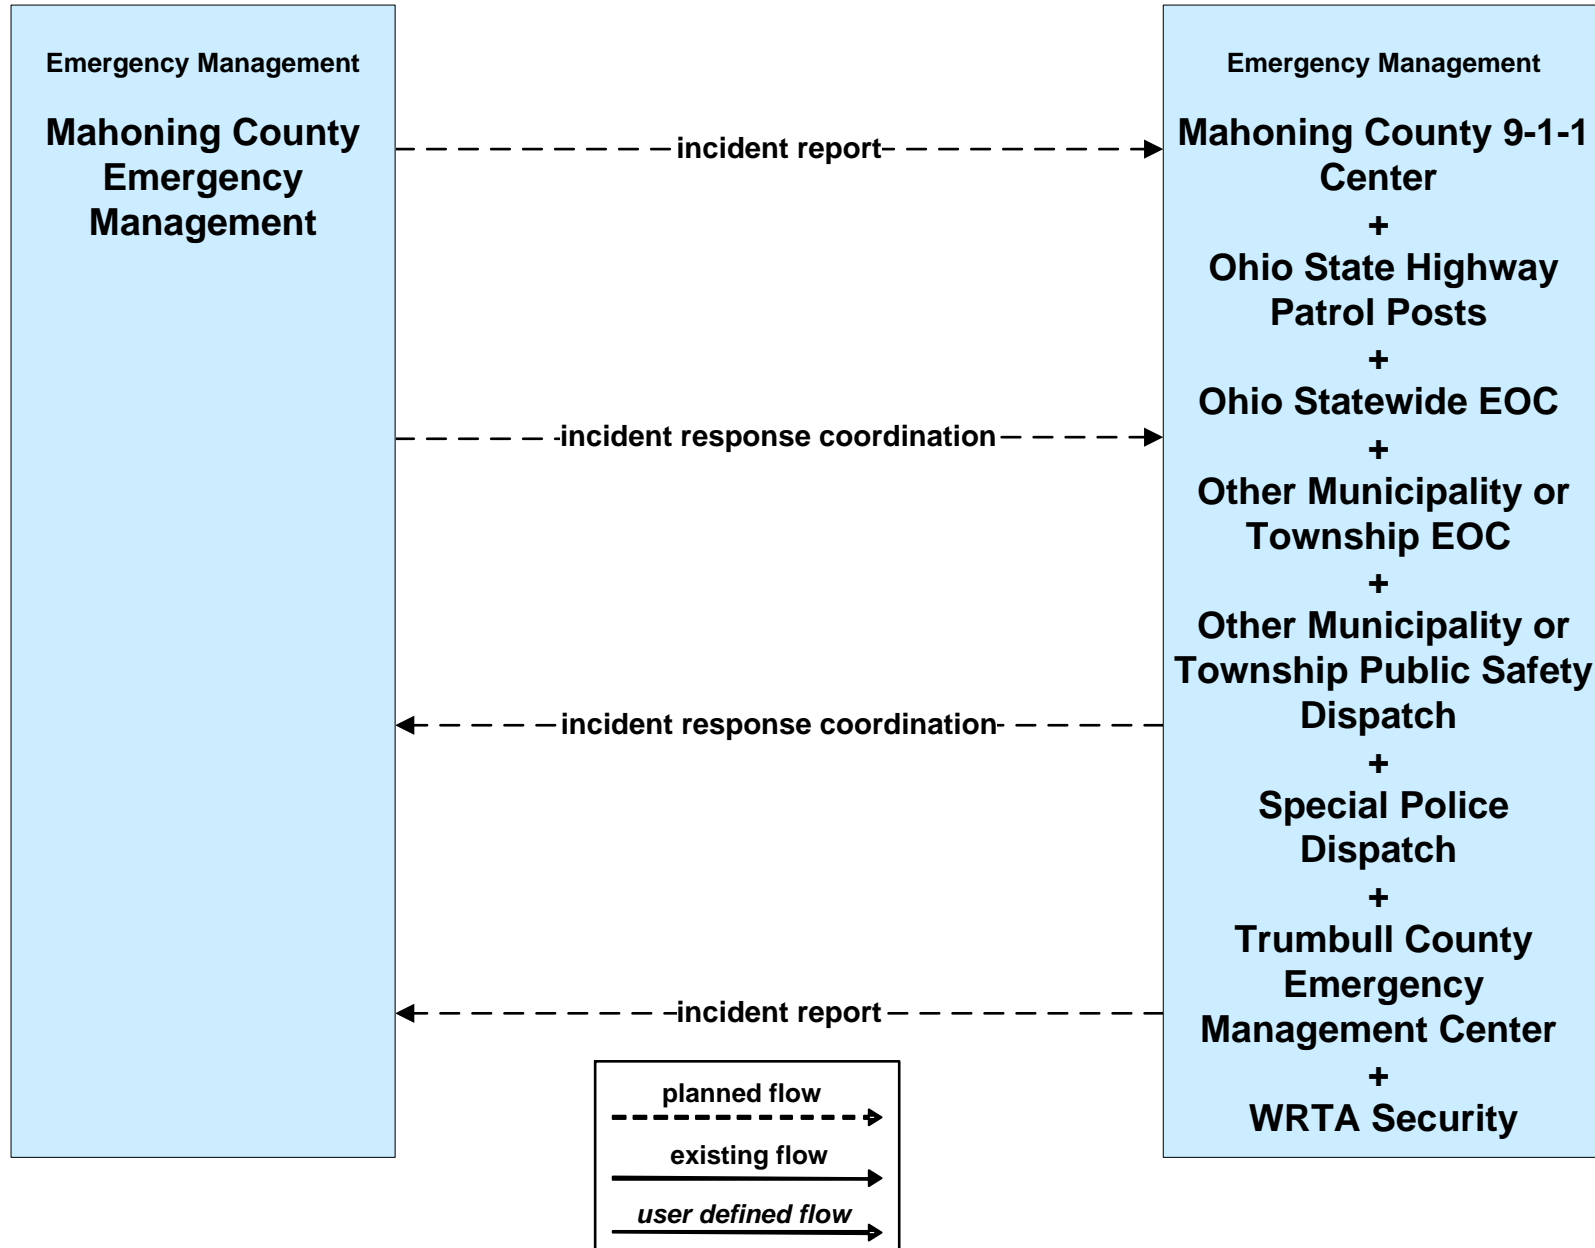 Emergency Management
Mahoning County
Emergency
Management
incident report
incident response coordination
incident response coordination
incident report
Emergency Management
Mahoning County 9-1-1
Center
+
Ohio State Highway
Patrol Posts
+
Ohio Statewide EOC
+
Other Municipality or
Township EOC
+
Other Municipality or
Township Public Safety
Dispatch
+
Special Police
Dispatch
+
Trumbull County
Emergency
Management Center
+
WRTA Security
planned flow
existing flow
user defined flow